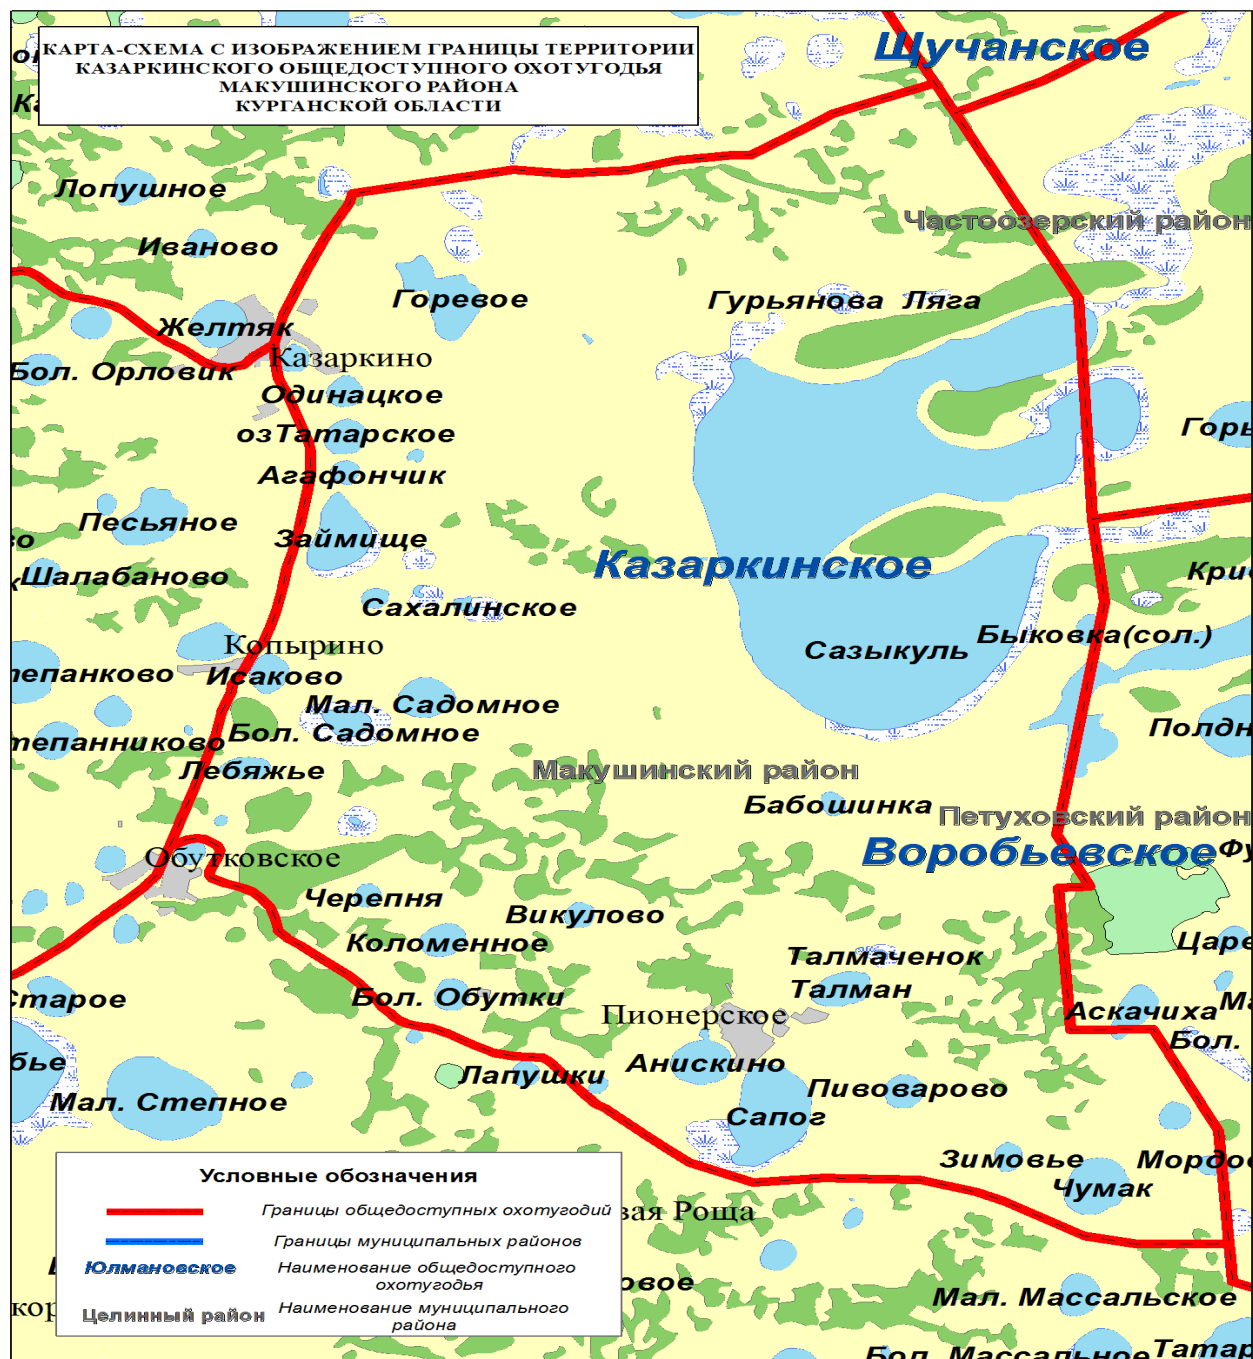 КАРТА-СХЕМА С ИЗОБРАЖЕНИЕМ ГРАНИЦЫ ТЕРРИТОРИИ
КАЗАРКИНСКОГО ОБЩЕДОСТУПНОГО ОХОТУГОДЬЯ
МАКУШИНСКОГО РАЙОНА
КУРГАНСКОЙ ОБЛАСТИ
Щучанское
Лопушное
Частоозерский район
Иваново
Горевое
Гурьянова Ляга
Желтяк
Казаркино
Бол. Орловик
Одинацкое
озТатарское
Агафончик
Песьяное
Займище
Казаркинское
Шалабаново
Сахалинское
Быковка(сол.)
Копырино
Сазыкуль
Исаково
Мал. Садомное
Бол. Садомное
Лебяжье
Макушинский район
Бабошинка
Петуховский район
Воробьевское
Обутковское
Черепня
Викулово
Коломенное
Талмаченок
Талман
Бол. Обутки
Старое
Пионерское
Аскачиха
Бол.
Анискино
Лапушки
Пивоварово
Мал. Степное
Сапог
Зимовье
Чумак
Мал. Массальское
Бол. Массальное
Условные обозначения
Границы общедоступных охотугодий
Границы муниципальных районов
Юлмановское
Наименование общедоступного
охотугодья
Целинный район
Наименование муниципального
района